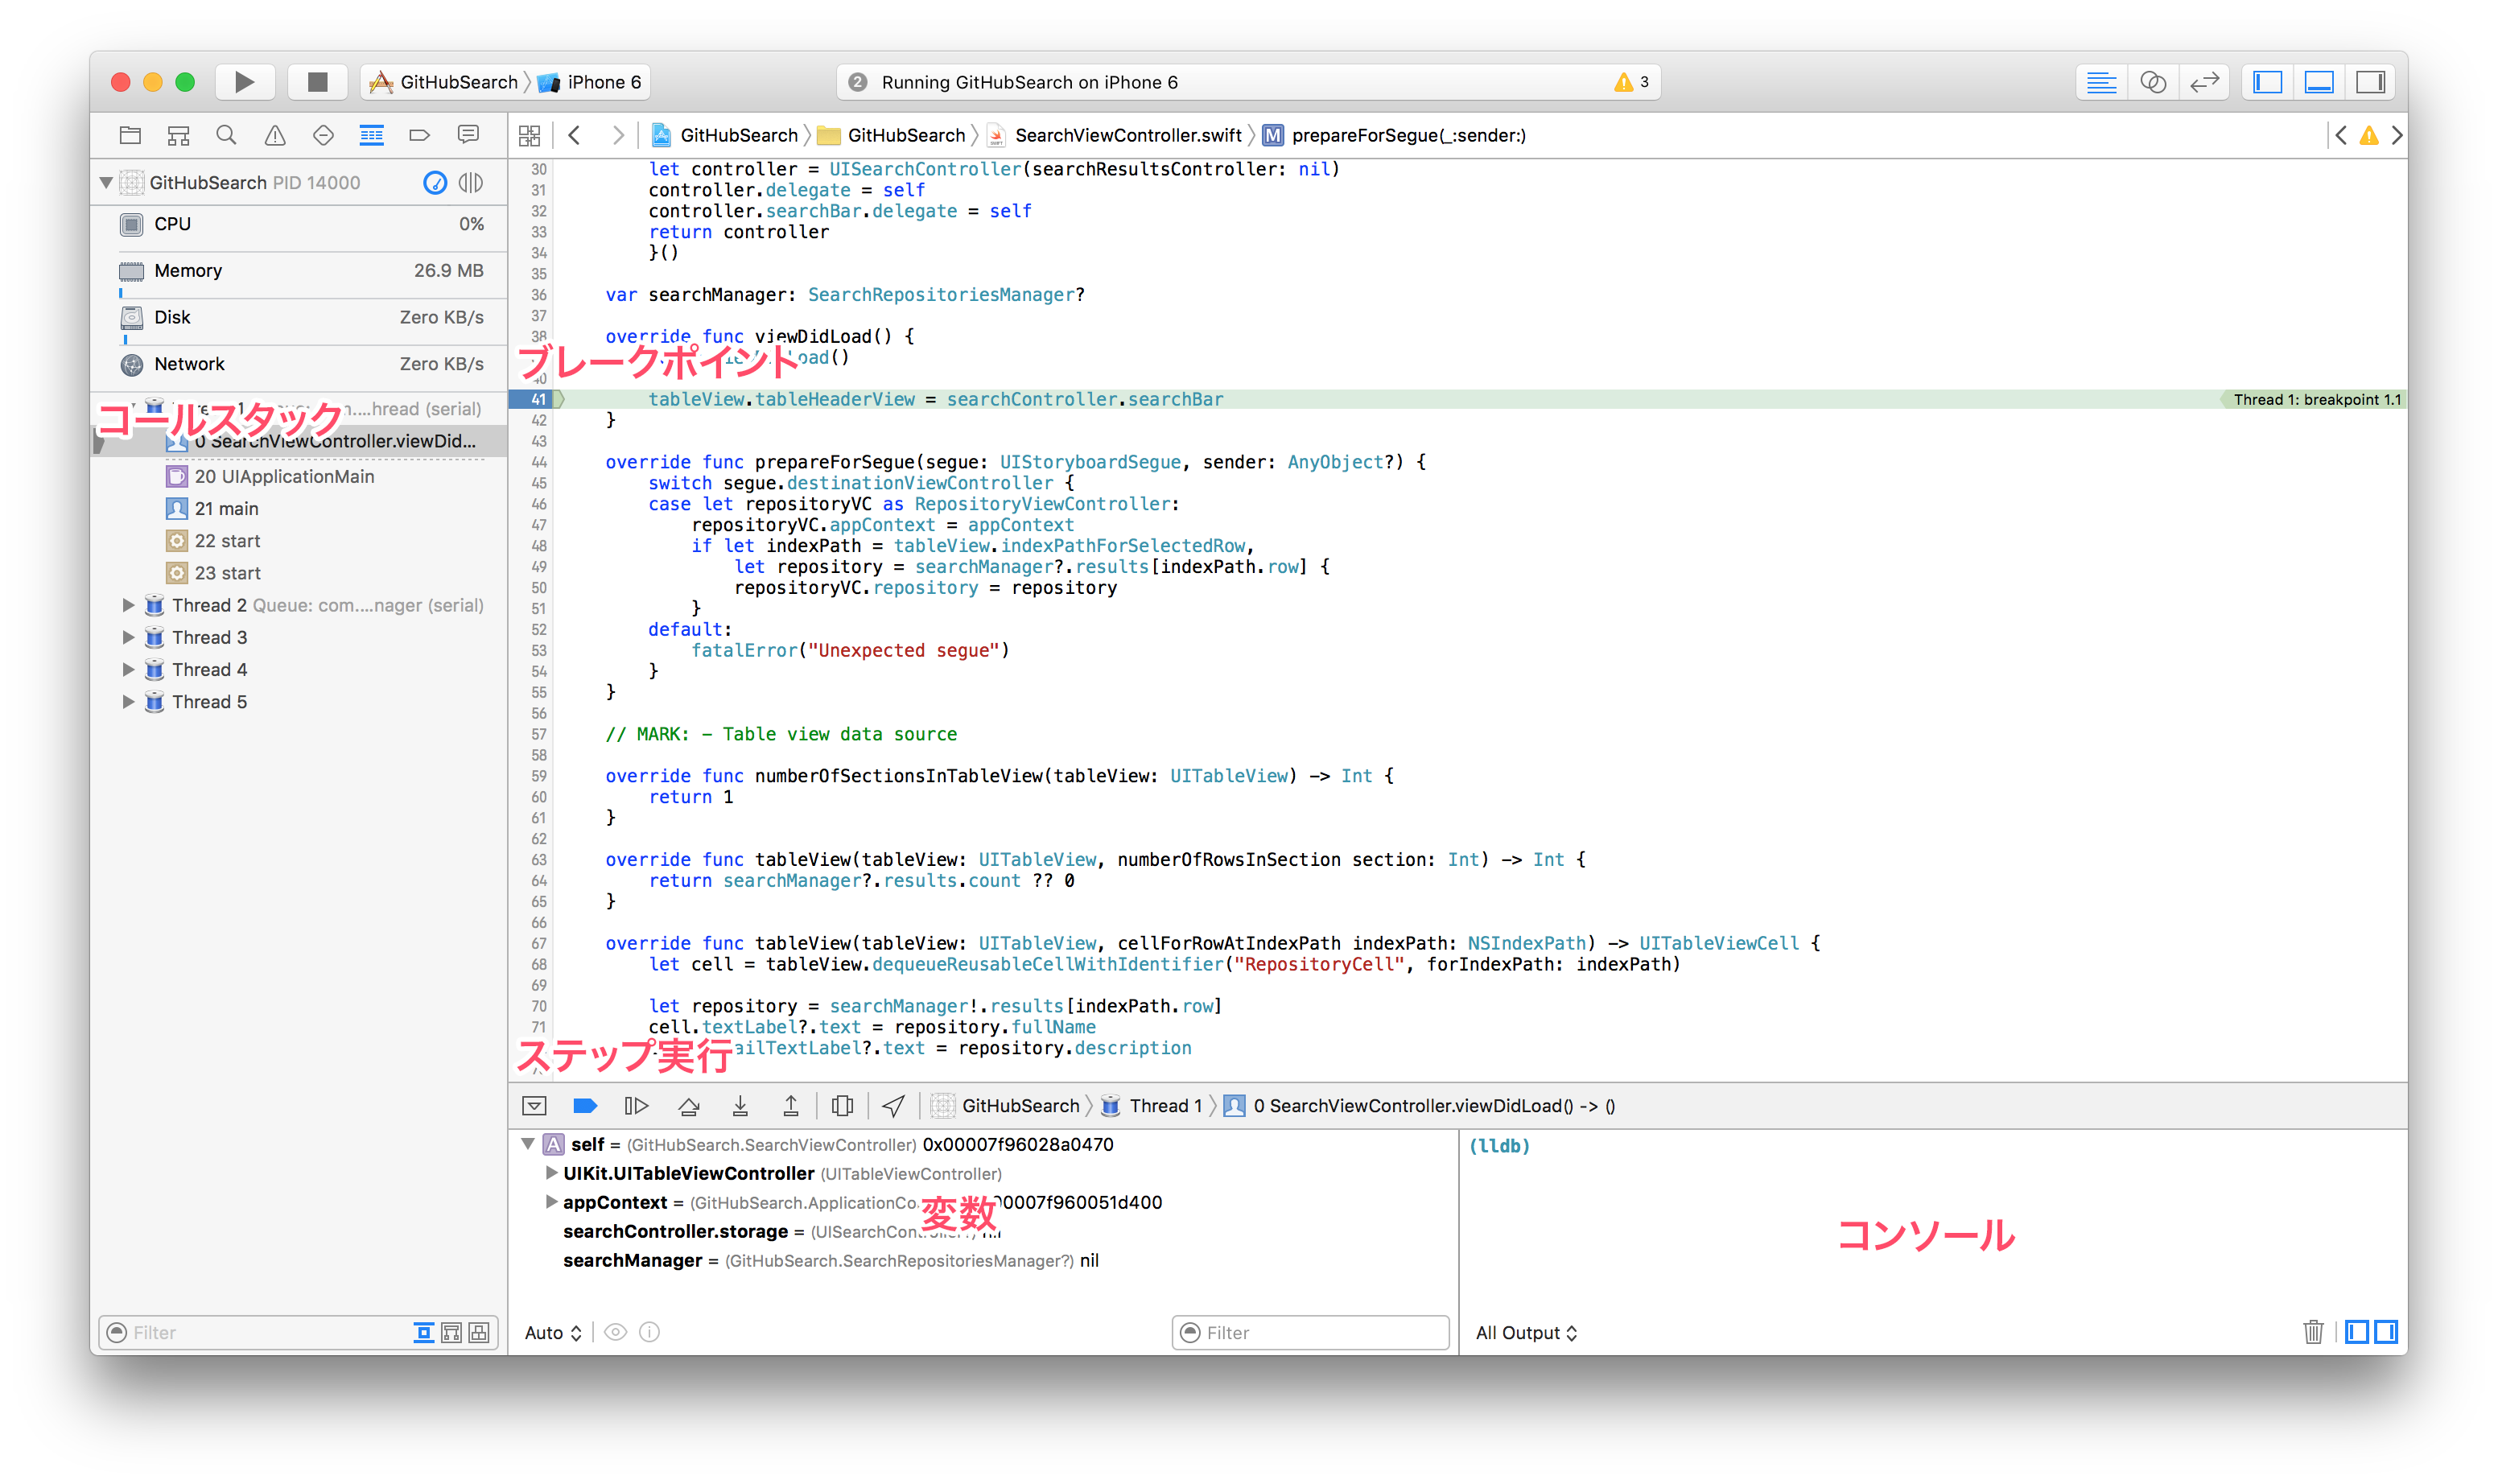 GitHubSearch 〉 iPhone 6
2 Running GitHubSearch on iPhone 6 3
GitHubSearch 〉 GitHubSearch 〉 SearchViewController.swift 〉 M prepareForSegue(_:sender:)
GitHubSearch PID 14000
CPU 0%
Memory 26.9 MB
Disk Zero KB/s
Network Zero KB/s
コールスタック
hread (serial)
0 SearchViewController.viewDid...
20 UIApplicationMain
21 main
22 start
23 start
Thread 2 Queue: com....nager (serial)
Thread 3
Thread 4
Thread 5
Filter
30 let controller = UISearchController(searchResultsController: nil)
31 controller.delegate = self
32 controller.searchBar.delegate = self
33 return controller
34 }()
35
36 var searchManager: SearchRepositoriesManager?
37
38 override func viewDidLoad() {
ブレークポイント
40
41 tableView.tableHeaderView = searchController.searchBar Thread 1: breakpoint 1.1
42 }
43
44 override func prepareForSegue(segue: UIStoryboardSegue, sender: AnyObject?) {
45 switch segue.destinationViewController {
46 case let repositoryVC as RepositoryViewController:
47 repositoryVC.appContext = appContext
48 if let indexPath = tableView.indexPathForSelectedRow,
49 let repository = searchManager?.results[indexPath.row] {
50 repositoryVC.repository = repository
51 }
52 default:
53 fatalError("Unexpected segue")
54 }
55 }
56
57 // MARK: - Table view data source
58
59 override func numberOfSectionsInTableView(tableView: UITableView) -> Int {
60 return 1
61 }
62
63 override func tableView(tableView: UITableView, numberOfRowsInSection section: Int) -> Int {
64 return searchManager?.results.count ?? 0
65 }
66
67 override func tableView(tableView: UITableView, cellForRowAtIndexPath indexPath: NSIndexPath) -> UITableViewCell {
68 let cell = tableView.dequeueReusableCellWithIdentifier("RepositoryCell", forIndexPath: indexPath)
69
70 let repository = searchManager!.results[indexPath.row]
71 cell.textLabel?.text = repository.fullName
ステップ実行 ailTextLabel?.text = repository.description
GitHubSearch 〉 Thread 1 〉 0 SearchViewController.viewDidLoad() -> ()
A self = (GitHubSearch.SearchViewController) 0x00007f96028a0470
UIKit.UITableViewController (UITableViewController)
appContext = (GitHubSearch.ApplicationCo 00007f960051d400
変数
searchController.storage = (UISearchCon
searchManager = (GitHubSearch.SearchRepositoriesManager?) nil
Auto Filter
(lldb)
コンソール
All Output